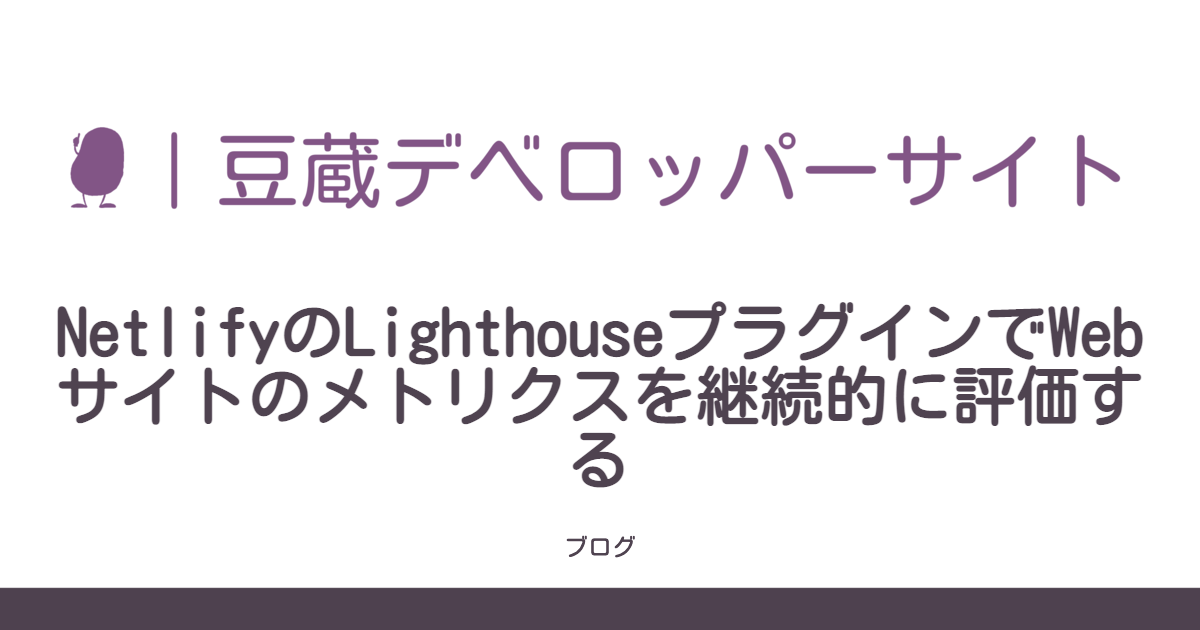 ｜豆蔵デベロッパーサイト
NetlifyのLighthouseプラグインでWeb
サイトのメトリクスを継続的に評価す
る
ブログ